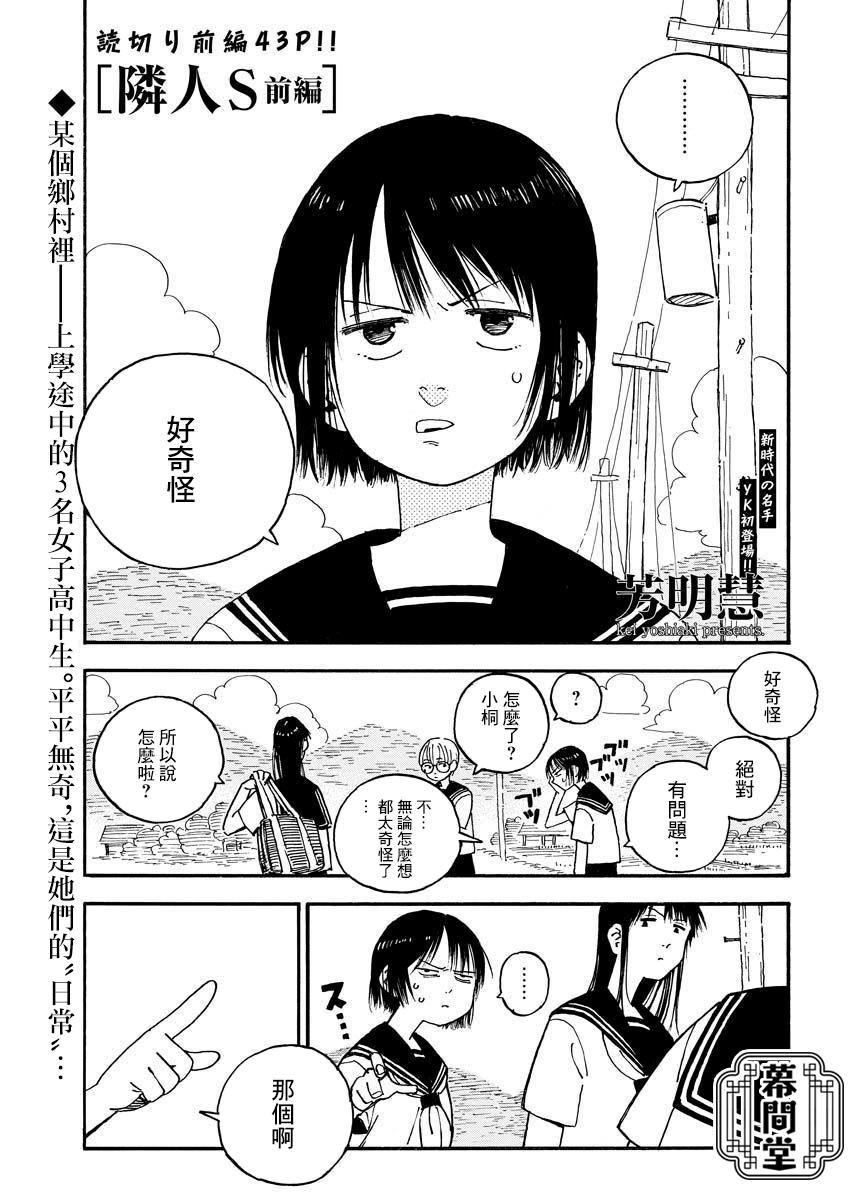 読切り前編43P!!
[隣人S前編]
◆某個鄉村裡——上學途中的3名女子高中生。平平無奇，這是她們的〝日常〟…
………
好奇怪
新時代の名手
YK初登場!!
芳明慧
kei yoshiaki presents.
好奇怪
絕對
有問題…
？
怎麼了？
小桐
ブツ
ブツ
不…
無論怎麼想
都太奇怪了
…
所以說
怎麼啦？
…
ス…
那個啊
幕間堂